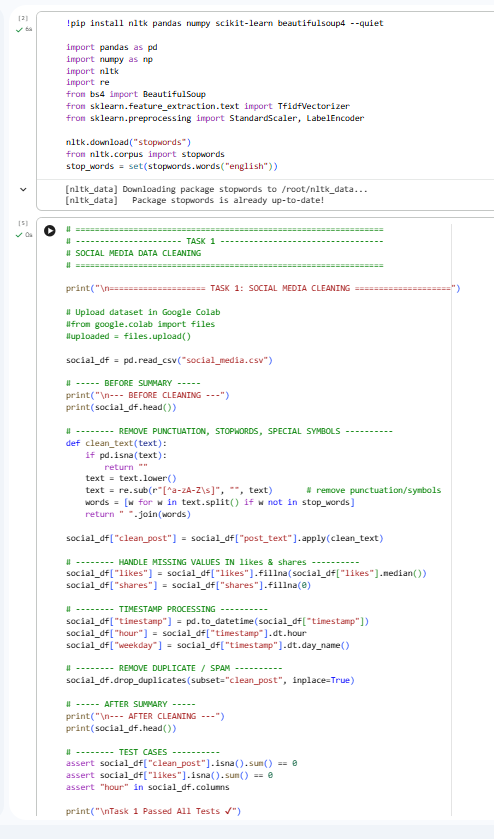 [2]
6s
!pip install nltk pandas numpy scikit-learn beautifulsoup4 --quiet
import pandas as pd
import numpy as np
import nltk
import re
from bs4 import BeautifulSoup
from sklearn.feature_extraction.text import TfidfVectorizer
from sklearn.preprocessing import StandardScaler, LabelEncoder
nltk.download("stopwords")
from nltk.corpus import stopwords
stop_words = set(stopwords.words("english"))
[nltk_data] Downloading package stopwords to /root/nltk_data...
[nltk_data]   Package stopwords is already up-to-date!
[5]
0s
# ================================================================
# ---------------------- TASK 1 ----------------------------------
# SOCIAL MEDIA DATA CLEANING
# ================================================================
print("\n==================== TASK 1: SOCIAL MEDIA CLEANING ====================")
# Upload dataset in Google Colab
#from google.colab import files
#uploaded = files.upload()
social_df = pd.read_csv("social_media.csv")
# ----- BEFORE SUMMARY -----
print("\n--- BEFORE CLEANING ---")
print(social_df.head())
# -------- REMOVE PUNCTUATION, STOPWORDS, SPECIAL SYMBOLS ----------
def clean_text(text):
    if pd.isna(text):
        return ""
    text = text.lower()
    text = re.sub(r"[^a-zA-Z\s]", "", text)       # remove punctuation/symbols
    words = [w for w in text.split() if w not in stop_words]
    return " ".join(words)
social_df["clean_post"] = social_df["post_text"].apply(clean_text)
# -------- HANDLE MISSING VALUES IN likes & shares ----------
social_df["likes"] = social_df["likes"].fillna(social_df["likes"].median())
social_df["shares"] = social_df["shares"].fillna(0)
# -------- TIMESTAMP PROCESSING ----------
social_df["timestamp"] = pd.to_datetime(social_df["timestamp"])
social_df["hour"] = social_df["timestamp"].dt.hour
social_df["weekday"] = social_df["timestamp"].dt.day_name()
# -------- REMOVE DUPLICATE / SPAM ----------
social_df.drop_duplicates(subset="clean_post", inplace=True)
# ----- AFTER SUMMARY -----
print("\n--- AFTER CLEANING ---")
print(social_df.head())
# -------- TEST CASES ----------
assert social_df["clean_post"].isna().sum() == 0
assert social_df["likes"].isna().sum() == 0
assert "hour" in social_df.columns
print("\nTask 1 Passed All Tests ✓")